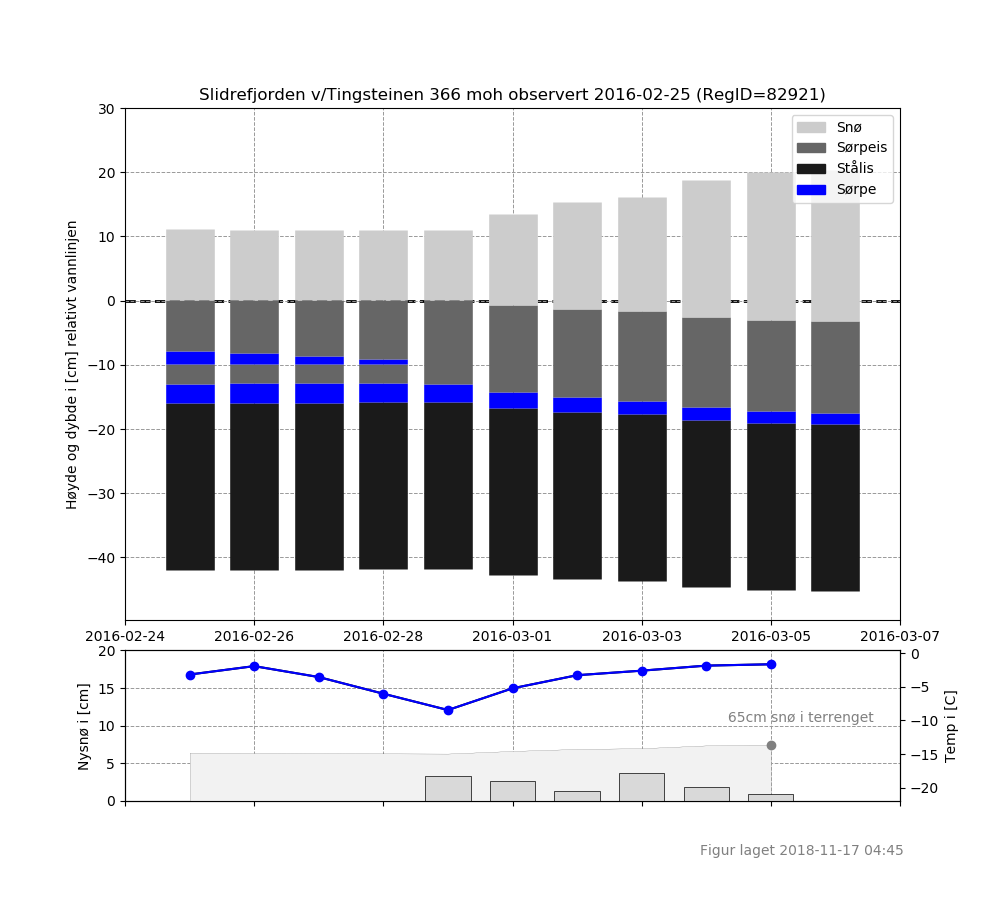 Slidrefjorden v/Tingsteinen 366 moh observert 2016-02-25 (RegID=82921)
Høyde og dybde i [cm] relativt vannlinjen
30
20
10
0
−10
−20
−30
−40
Snø
Sørpeis
Stålis
Sørpe
2016-02-24 2016-02-26 2016-02-28 2016-03-01 2016-03-03 2016-03-05 2016-03-07
Nysnø i [cm]
20
15
10
5
0
65cm snø i terrenget
0
−5
−10
−15
−20
Temp i [C]
Figur laget 2018-11-17 04:45